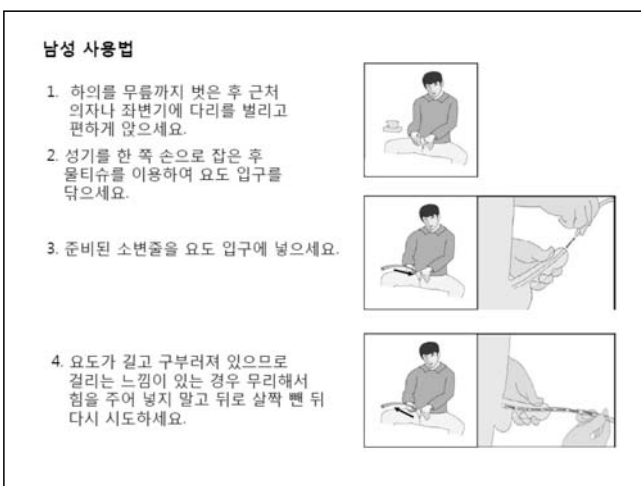 남성 사용법
1. 하의를 무릎까지 벗은 후 근처
의자나 좌변기에 다리를 벌리고
편하게 앉으세요.
2. 성기를 한 쪽 손으로 잡은 후
물티슈를 이용하여 요도 입구를
닦으세요.
3. 준비된 소변줄을 요도 입구에 넣으세요.
4. 요도가 길고 구부러져 있으므로
걸리는 느낌이 있는 경우 무리해서
힘을 주어 넣지 말고 뒤로 살짝 뺀 뒤
다시 시도하세요.